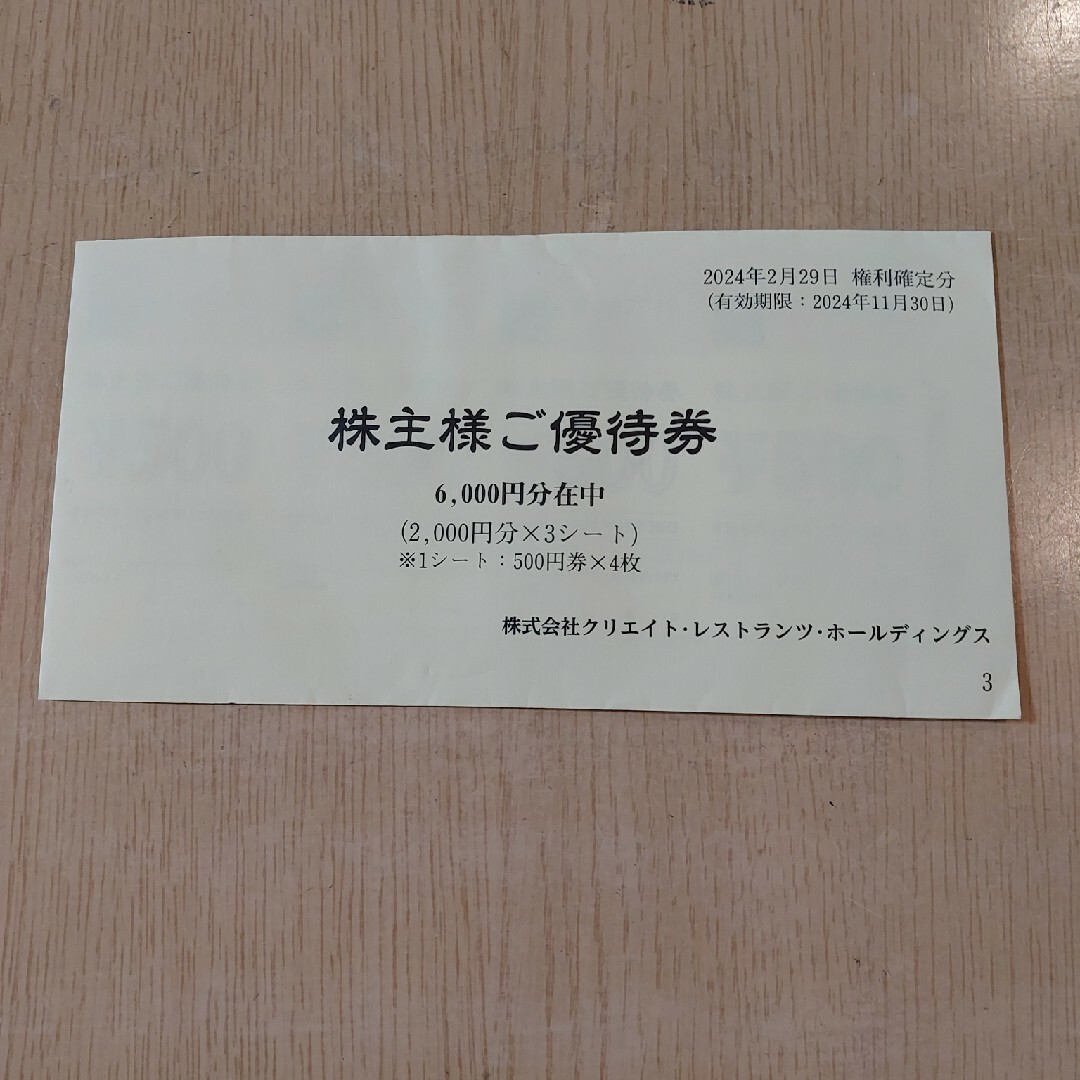 2024年2月29日 権利確定分
(有効期限：2024年11月30日)
株主様ご優待券
6,000円分在中
(2,000円分×3シート)
※1シート：500円券×4枚
株式会社クリエイト・レストランツ・ホールディングス
3